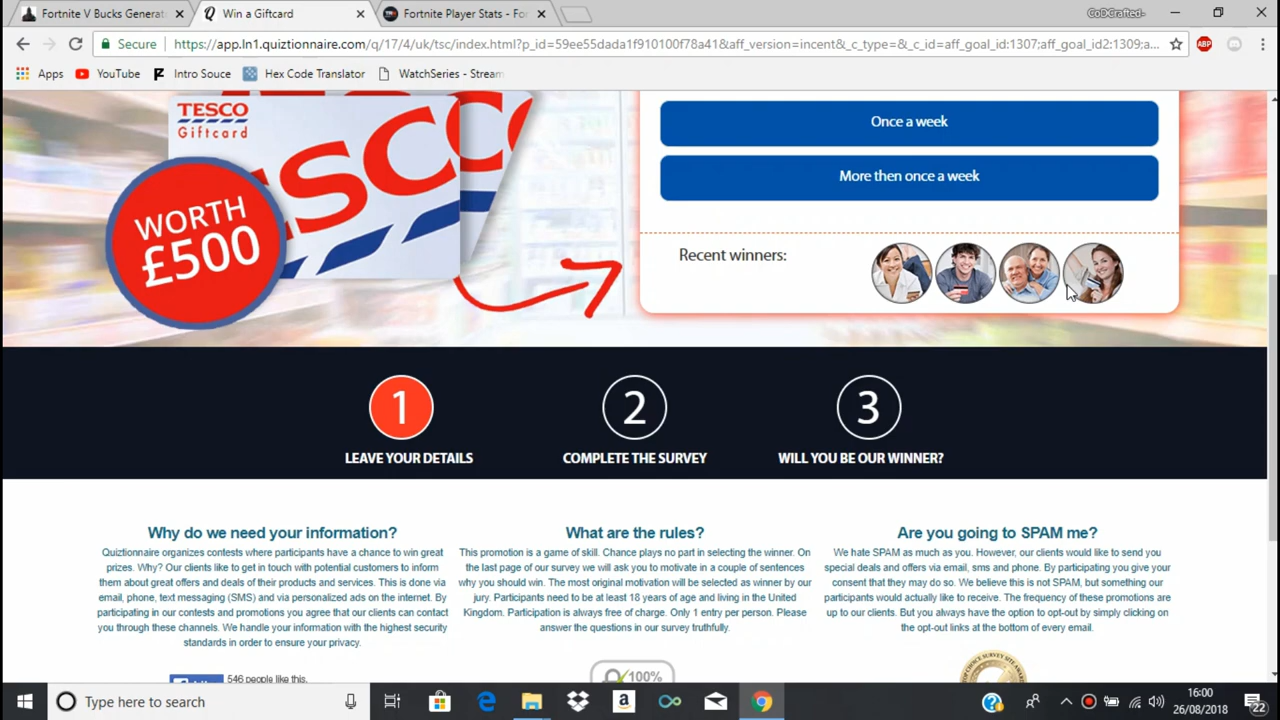 Fortnite V Bucks Generat
Win a Giftcard
Fortnite Player Stats - For
CoDCrafted-
Secure
https://app.ln1.quiztionnaire.com/q/17/4/uk/tsc/index.html?p_id=59ee55dada1f910100f78a41&aff_version=incent&_c_type=&_c_id=aff_goal_id:1307;aff_goal_id2:1309;a...
ABP
Apps
YouTube
Intro Souce
Hex Code Translator
WatchSeries - Stream
TESCO
Giftcard
TESCO
WORTH
£500
Once a week
More then once a week
Recent winners:
1
2
3
LEAVE YOUR DETAILS
COMPLETE THE SURVEY
WILL YOU BE OUR WINNER?
Why do we need your information?
Quiztionnaire organizes contests where participants have a chance to win great
prizes. Why? Our clients like to get in touch with potential customers to inform
them about great offers and deals of their products and services. This is done via
email, phone, text messaging (SMS) and via personalized ads on the internet. By
participating in our contests and promotions you agree that our clients can contact
you through these channels. We handle your information with the highest security
standards in order to ensure your privacy.
What are the rules?
This promotion is a game of skill. Chance plays no part in selecting the winner. On
the last page of our survey we will ask you to motivate in a couple of sentences
why you should win. The most original motivation will be selected as winner by our
jury. Participants need to be at least 18 years of age and living in the United
Kingdom. Participation is always free of charge. Only 1 entry per person. Please
answer the questions in our survey truthfully.
Are you going to SPAM me?
We hate SPAM as much as you. However, our clients would like to send you
special deals and offers via email, sms and phone. By participating you give your
consent that they may do so. We believe this is not SPAM, but something our
participants would actually like to receive. The frequency of these promotions are
up to our clients. But you always have the option to opt-out by simply clicking on
the opt-out links at the bottom of every email.
546 people like this.
100%
Type here to search
16:00
26/08/2018
22